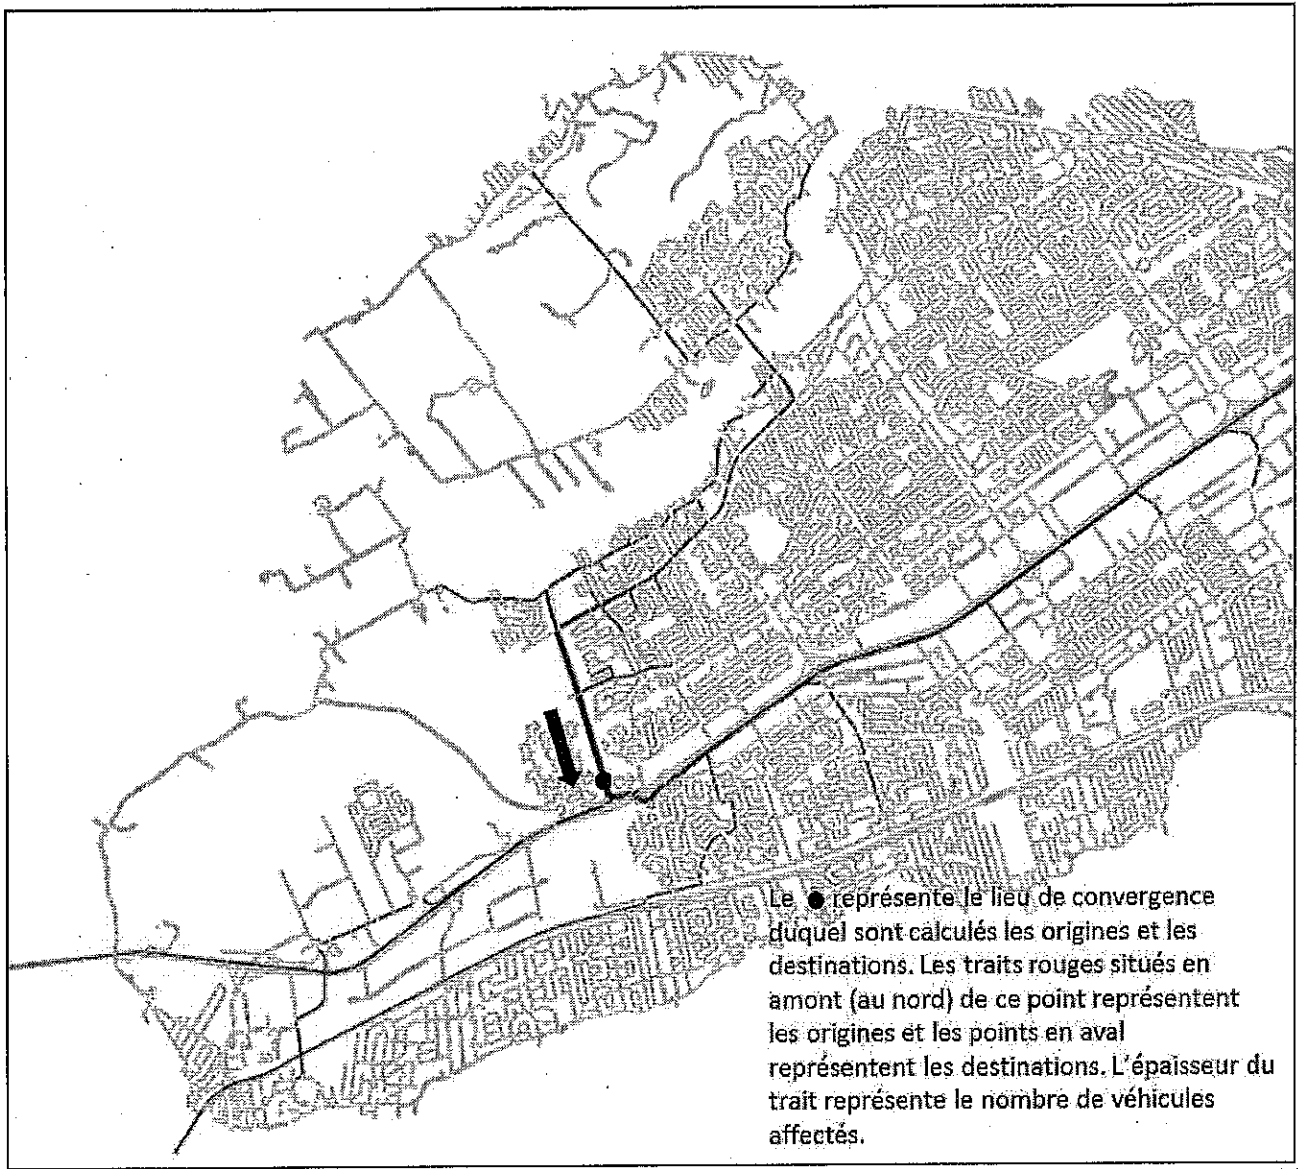 Le ● représente le lieu de convergence
duquel sont calculés les origines et les
destinations. Les traits rouges situés en
amont (au nord) de ce point représentent
les origines et les points en aval
représentent les destinations. L'épaisseur du
trait représente le nombre de véhicules
affectés.